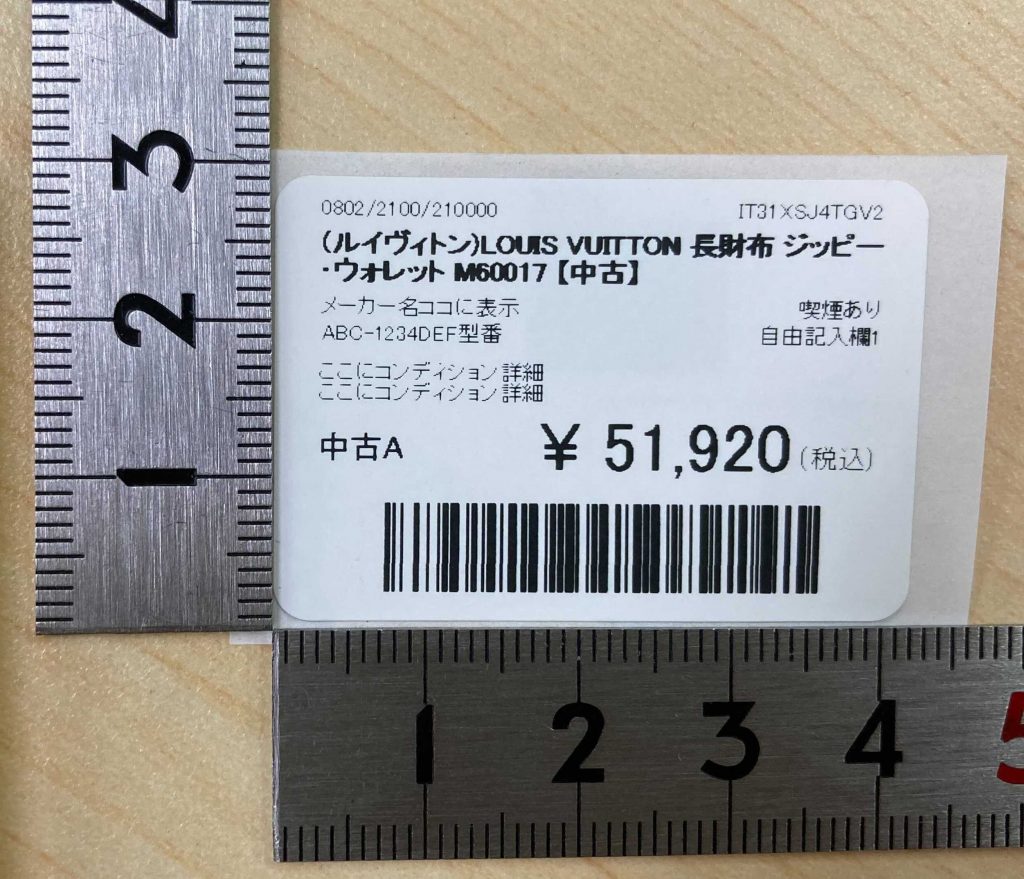 4
3
2
1
0802/2100/210000 IT31XSJ4TGV2
(ルイヴィトン)LOUIS VUITTON 長財布 ジッピー
・ウォレット M60017【中古】
メーカー名ココに表示 喫煙あり
ABC-1234DEF型番 自由記入欄1
ここにコンディション詳細
ここにコンディション詳細
中古A ¥ 51,920(税込)
1 2 3 4 5